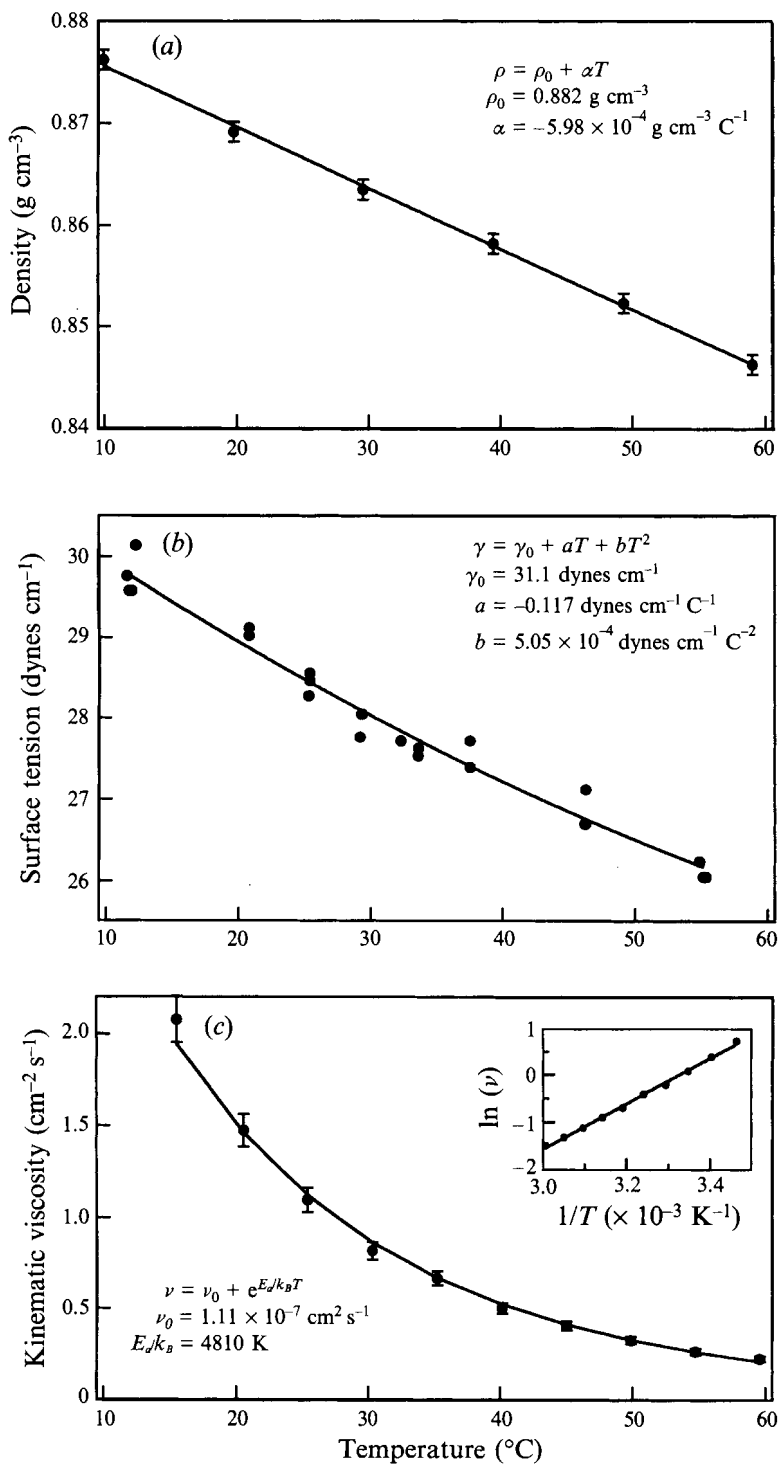 0.88
(a)
ρ = ρ₀ + αT
ρ₀ = 0.882 g cm⁻³
α = −5.98 × 10⁻⁴ g cm⁻³ C⁻¹
0.87
0.86
0.85
0.84
Density (g cm⁻³)
10 20 30 40 50 60
(b)
γ = γ₀ + aT + bT²
γ₀ = 31.1 dynes cm⁻¹
a = −0.117 dynes cm⁻¹ C⁻¹
b = 5.05 × 10⁻⁴ dynes cm⁻¹ C⁻²
30
29
28
27
26
Surface tension (dynes cm⁻¹)
10 20 30 40 50 60
(c)
2.0
1.5
1.0
0.5
0
Kinematic viscosity (cm⁻² s⁻¹)
1
0
−1
−2
ln (ν)
3.0 3.2 3.4
1/T (× 10⁻³ K⁻¹)
ν = ν₀ + e^{E_a/k_BT}
ν₀ = 1.11 × 10⁻⁷ cm² s⁻¹
E_a/k_B = 4810 K
10 20 30 40 50 60
Temperature (°C)